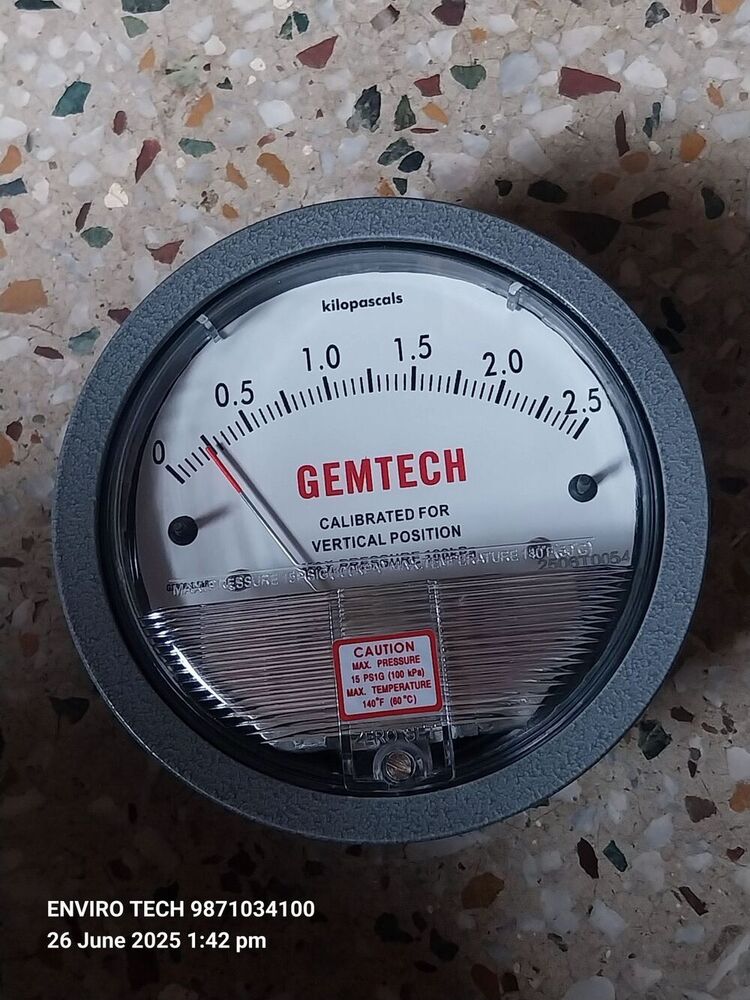 kilopascals
0 0.5 1.0 1.5 2.0 2.5
GEMTECH
CALIBRATED FOR
VERTICAL POSITION
2506T0054
CAUTION
MAX. PRESSURE
15 PS1G (100 kPa)
MAX. TEMPERATURE
140°F (60°C)
ZERO SET
ENVIRO TECH 9871034100
26 June 2025 1:42 pm